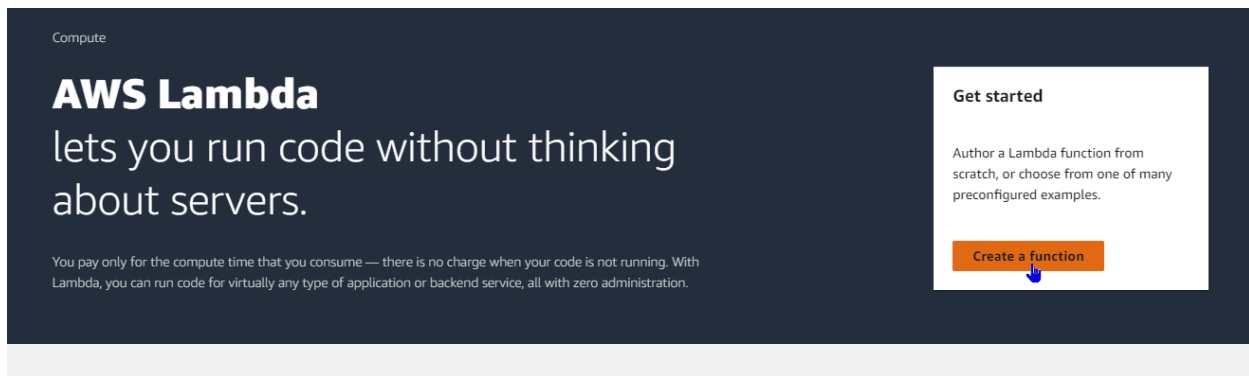 Compute
AWS Lambda
lets you run code without thinking
about servers.
You pay only for the compute time that you consume — there is no charge when your code is not running. With
Lambda, you can run code for virtually any type of application or backend service, all with zero administration.
Get started
Author a Lambda function from
scratch, or choose from one of many
preconfigured examples.
Create a function